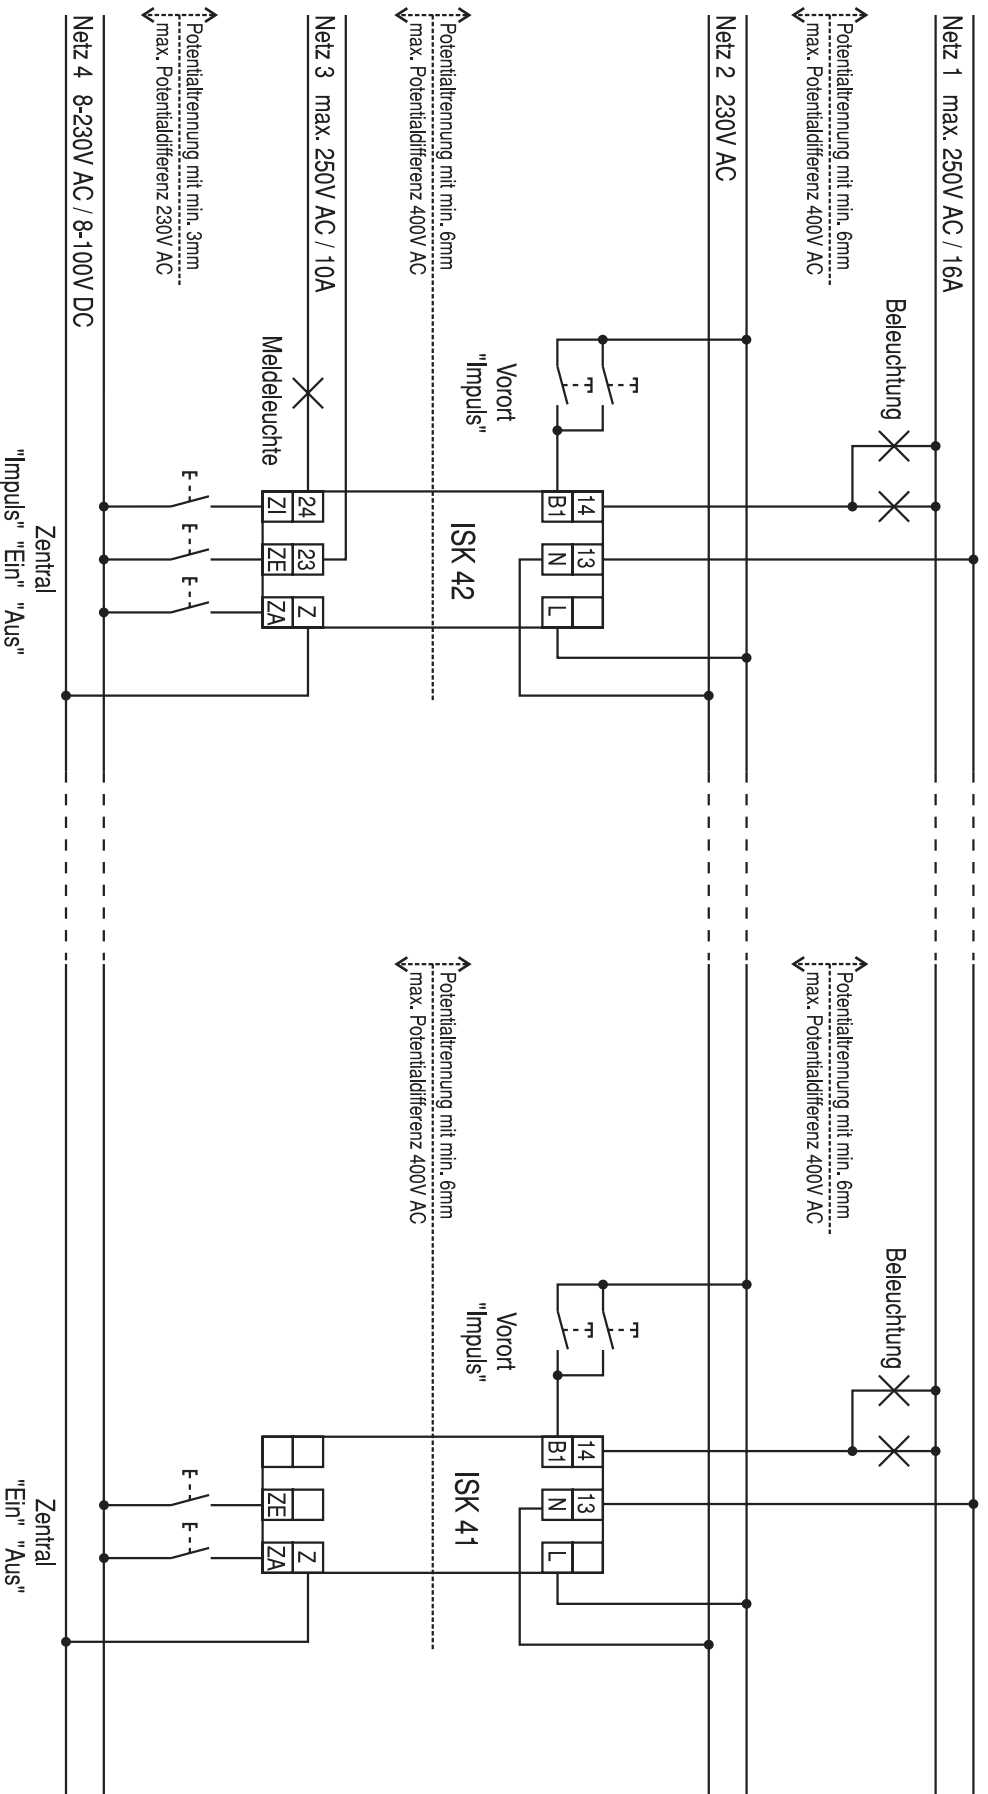 Netz 1 max. 250V AC / 16A
Potentialtrennung mit min. 6mm
max. Potentialdifferenz 400V AC
Beleuchtung
Potentialtrennung mit min. 6mm
max. Potentialdifferenz 400V AC
Beleuchtung
Netz 2 230V AC
Vorort
"Impuls"
14
13
B1
N
L
Vorort
"Impuls"
14
13
B1
N
L
Potentialtrennung mit min. 6mm
max. Potentialdifferenz 400V AC
ISK 42
Potentialtrennung mit min. 6mm
max. Potentialdifferenz 400V AC
ISK 41
Netz 3 max. 250V AC / 10A
Meldeleuchte
24
23
Z
ZI
ZE
ZA
Z
ZE
ZA
Potentialtrennung mit min. 3mm
max. Potentialdifferenz 230V AC
Netz 4 8-230V AC / 8-100V DC
Zentral
"Impuls" "Ein" "Aus"
Zentral
"Ein" "Aus"